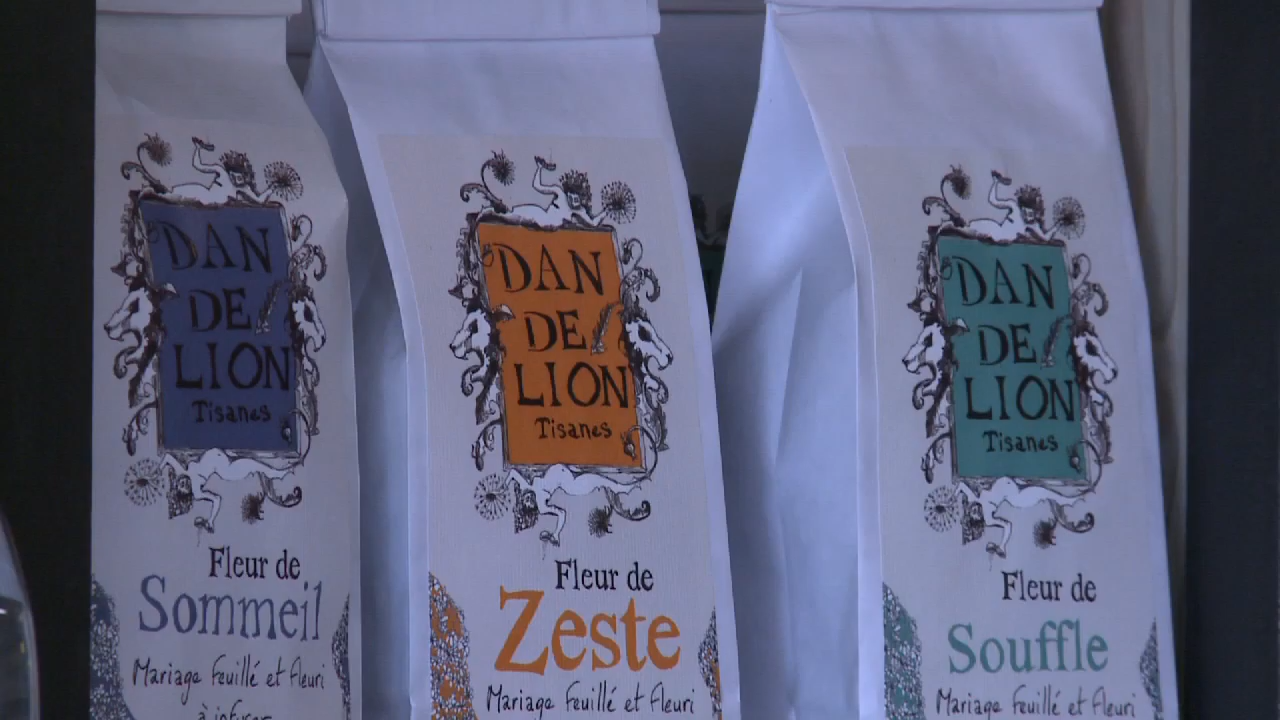 DAN
DE
LION
Tisanes
Fleur de
Sommeil
Mariage feuillé et fleuri
à infuser
DAN
DE
LION
Tisanes
Fleur de
Zeste
Mariage feuillé et fleuri
DAN
DE
LION
Tisanes
Fleur de
Souffle
Mariage feuillé et fleuri